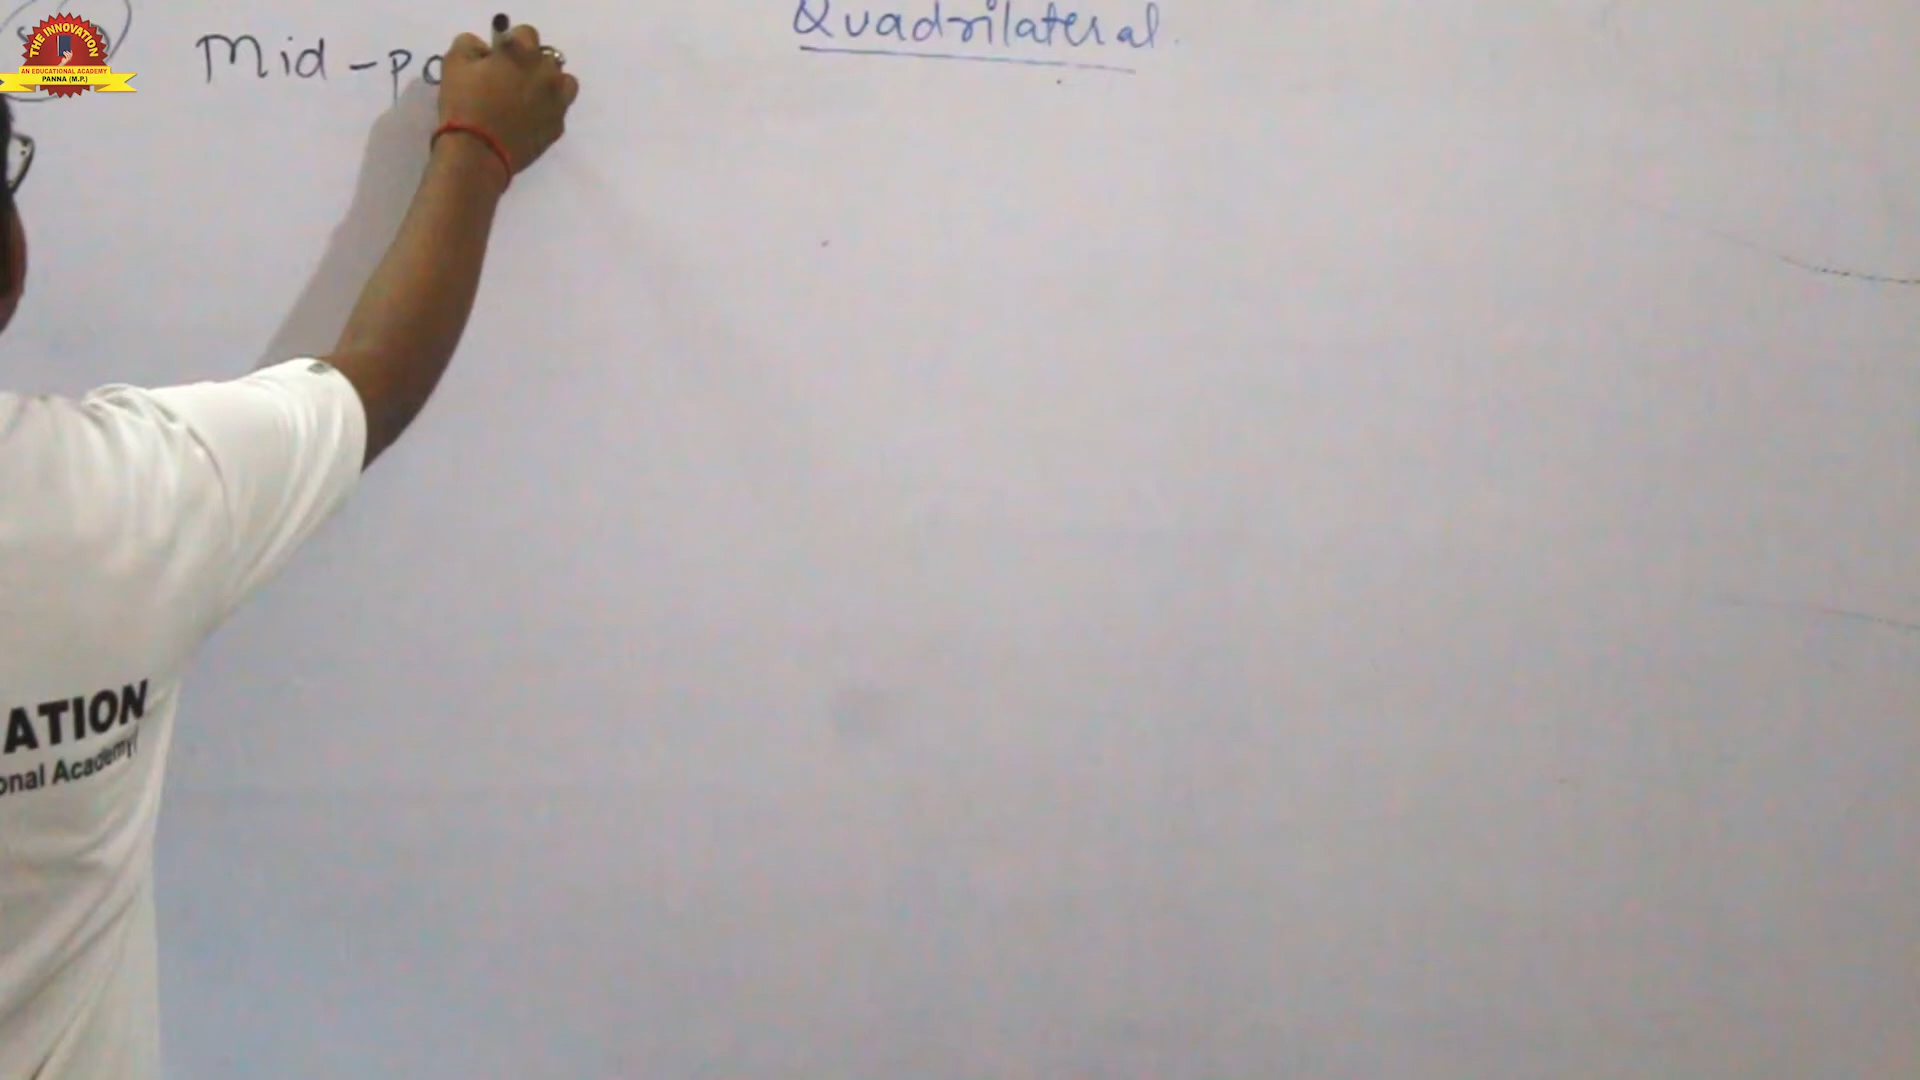 THE INNOVATION
AN EDUCATIONAL ACADEMY
PANNA (M.P.)
Quadrilateral.
Mid-po
ATION
onal Academy